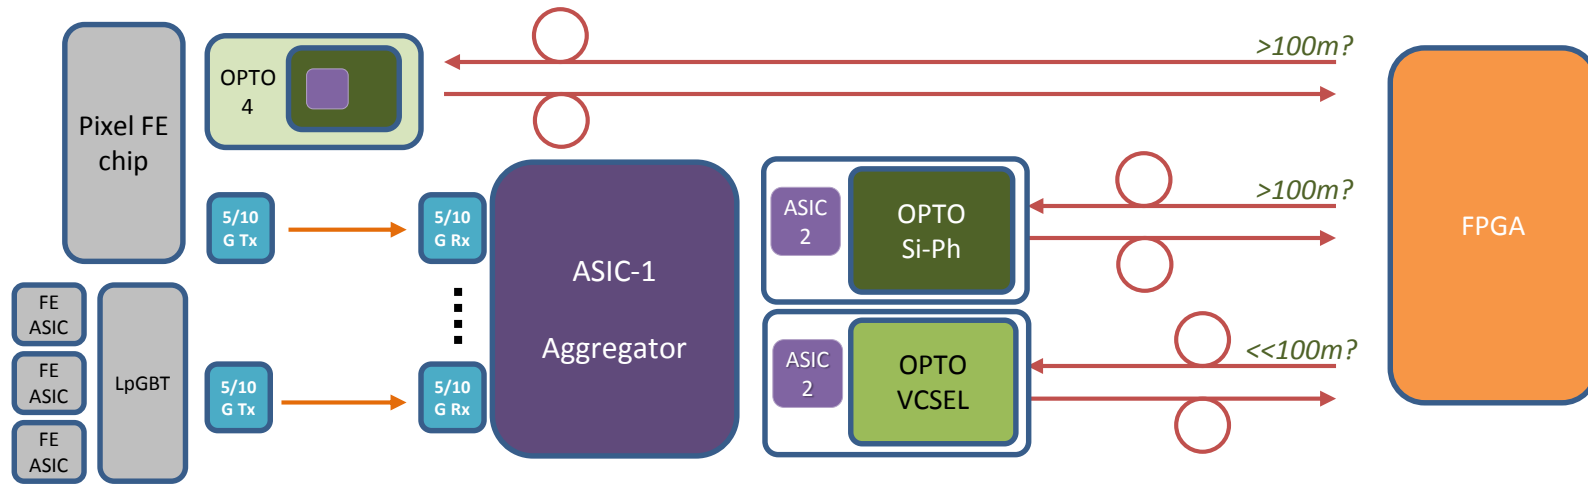 Pixel FE
chip
OPTO
4
>100m?
5/10
G Tx
5/10
G Rx
FE
ASIC
FE
ASIC
FE
ASIC
LpGBT
5/10
G Tx
5/10
G Rx
ASIC-1
Aggregator
ASIC
2
OPTO
Si-Ph
>100m?
ASIC
2
OPTO
VCSEL
<<100m?
FPGA